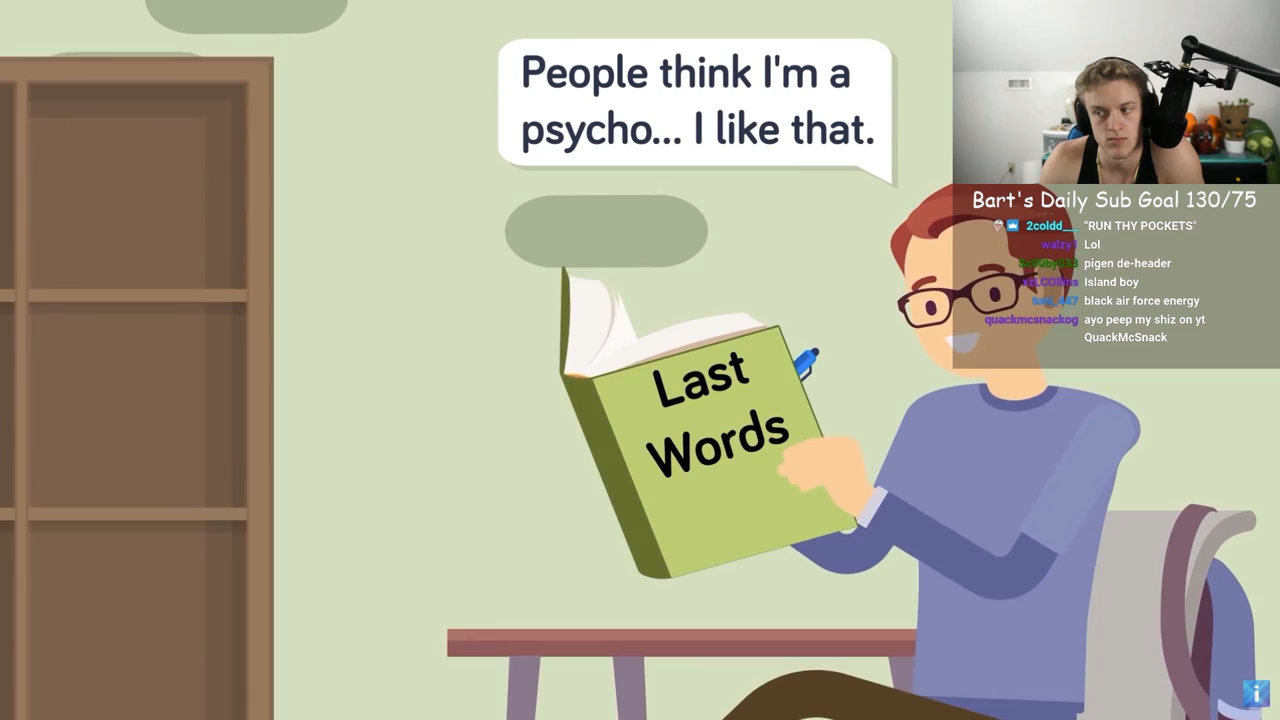 People think I'm a
psycho... I like that.
Last
Words
Bart's Daily Sub Goal 130/75
2coldd__ "RUN THY POCKETS"
walzy1 Lol
pigen de-header
Island boy
black air force energy
quackmcsnackog ayo peep my shiz on yt
QuackMcSnack
i